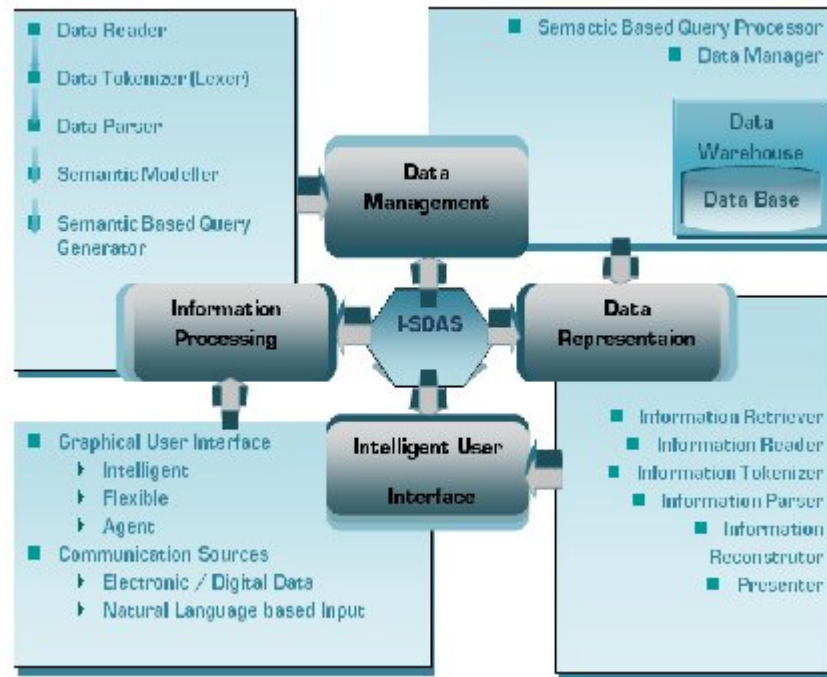 Data Reader
Data Tokenizer (Lexer)
Data Parser
Semantic Modeller
Semantic Based Query
Generator
Semactic Based Query Processor
Data Manager
Data
Warehouse
Data Base
Data
Management
Information
Processing
I-SDAS
Data
Representaion
Intelligent User
Interface
Graphical User Interface
Intelligent
Flexible
Agent
Communication Sources
Electronic / Digital Data
Natural Language based Input
Information Retriever
Information Reader
Information Tokenizer
Information Parser
Information
Reconstrutor
Presenter